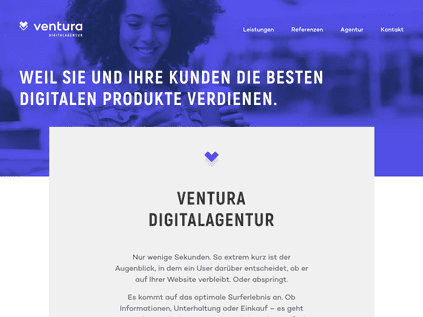 ventura
DIGITALAGENTUR
Leistungen Referenzen Agentur Kontakt
WEIL SIE UND IHRE KUNDEN DIE BESTEN
DIGITALEN PRODUKTE VERDIENEN.
VENTURA
DIGITALAGENTUR
Nur wenige Sekunden. So extrem kurz ist der
Augenblick, in dem ein User darüber entscheidet, ob er
auf Ihrer Website verbleibt. Oder abspringt.
Es kommt auf das optimale Surferlebnis an. Ob
Informationen, Unterhaltung oder Einkauf – es geht